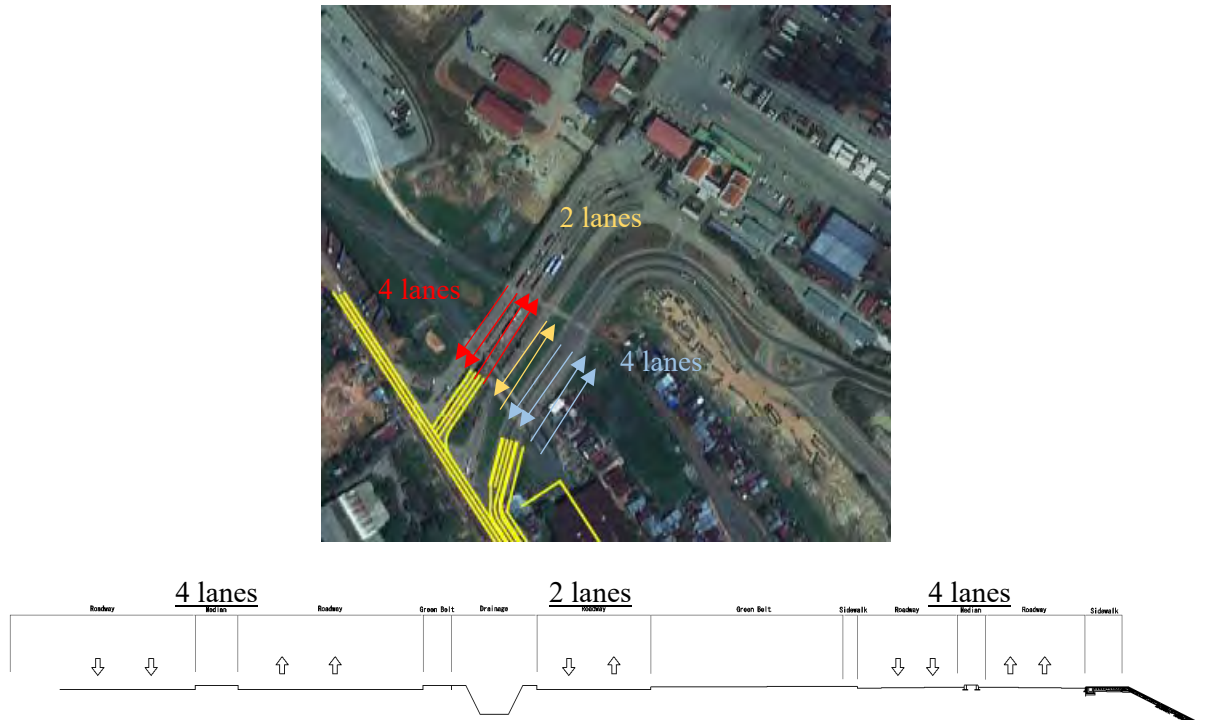 2 lanes
4 lanes
4 lanes
4 lanes 2 lanes 4 lanes
Roadway Median Roadway Green Belt Drainage Roadway Green Belt Sidewalk Roadway Median Roadway Sidewalk